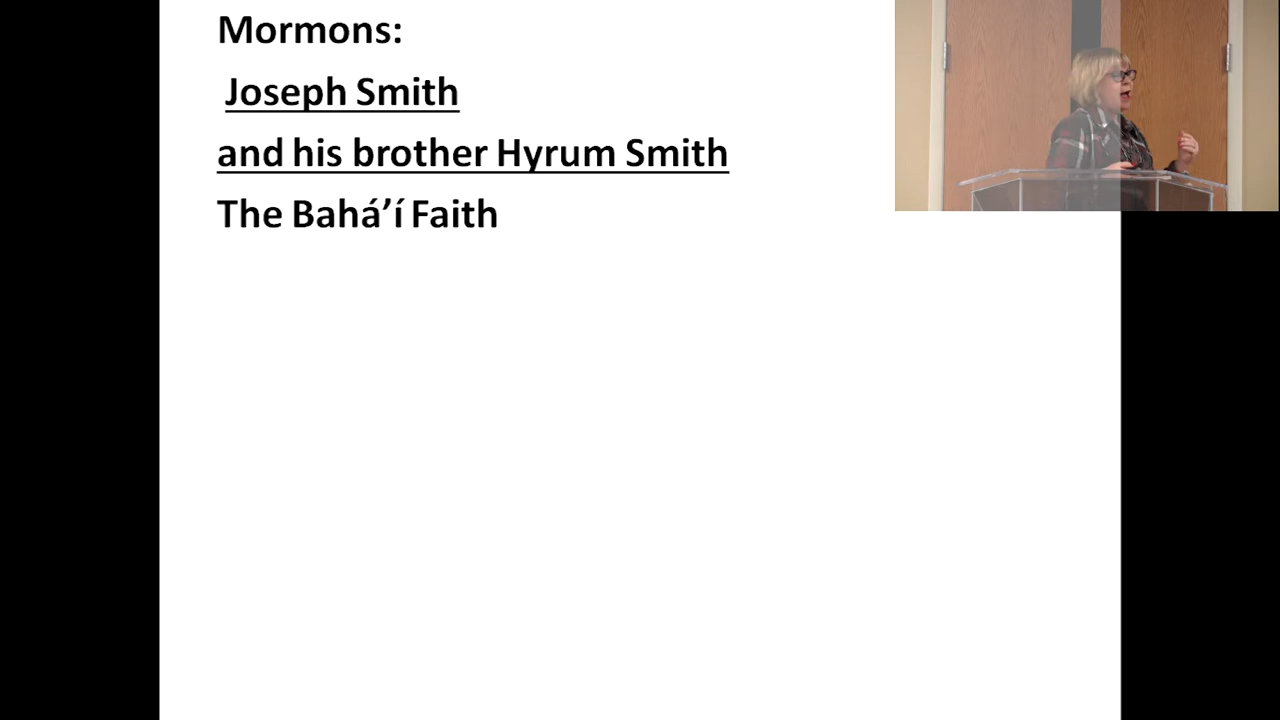 Mormons:
Joseph Smith
and his brother Hyrum Smith
The Bahá’í Faith